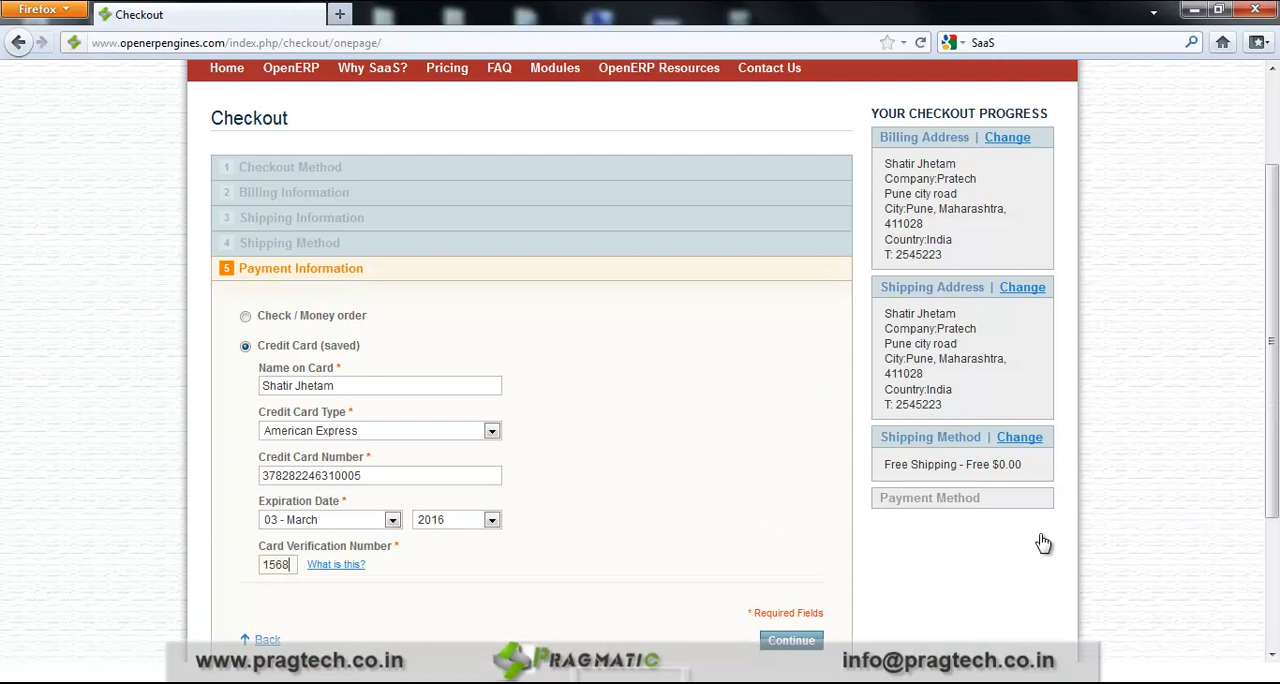 Firefox
Checkout
www.openerpengines.com/index.php/checkout/onepage/
SaaS
Home OpenERP Why SaaS? Pricing FAQ Modules OpenERP Resources Contact Us
Checkout
1 Checkout Method
2 Billing Information
3 Shipping Information
4 Shipping Method
5 Payment Information
Check / Money order
Credit Card (saved)
Name on Card *
Shatir Jhetam
Credit Card Type *
American Express
Credit Card Number *
378282246310005
Expiration Date *
03 - March 2016
Card Verification Number *
1568 What is this?
* Required Fields
Back
Continue
YOUR CHECKOUT PROGRESS
Billing Address | Change
Shatir Jhetam
Company:Pratech
Pune city road
City:Pune, Maharashtra,
411028
Country:India
T: 2545223
Shipping Address | Change
Shatir Jhetam
Company:Pratech
Pune city road
City:Pune, Maharashtra,
411028
Country:India
T: 2545223
Shipping Method | Change
Free Shipping - Free $0.00
Payment Method
www.pragtech.co.in PRAGMATIC info@pragtech.co.in